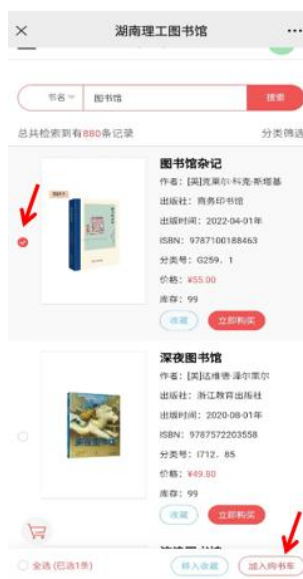 湖南理工图书馆
书名 图书馆 搜索
总共检索到有880条记录 分类筛选
图书馆杂记
作者：[英]克里尔·科克-斯塔基
出版社：商务印书馆
出版时间：2022-04-01年
ISBN：9787100188463
分类号：G259．1
价格：¥55.00
库存：99
收藏 立即购买
深夜图书馆
作者：[英]达维德·泽尔凯尔
出版社：浙江教育出版社
出版时间：2020-08-01年
ISBN：9787572203558
分类号：I712．85
价格：¥49.80
库存：99
收藏 立即购买
全选 (已选1条) 移入收藏 加入购书车